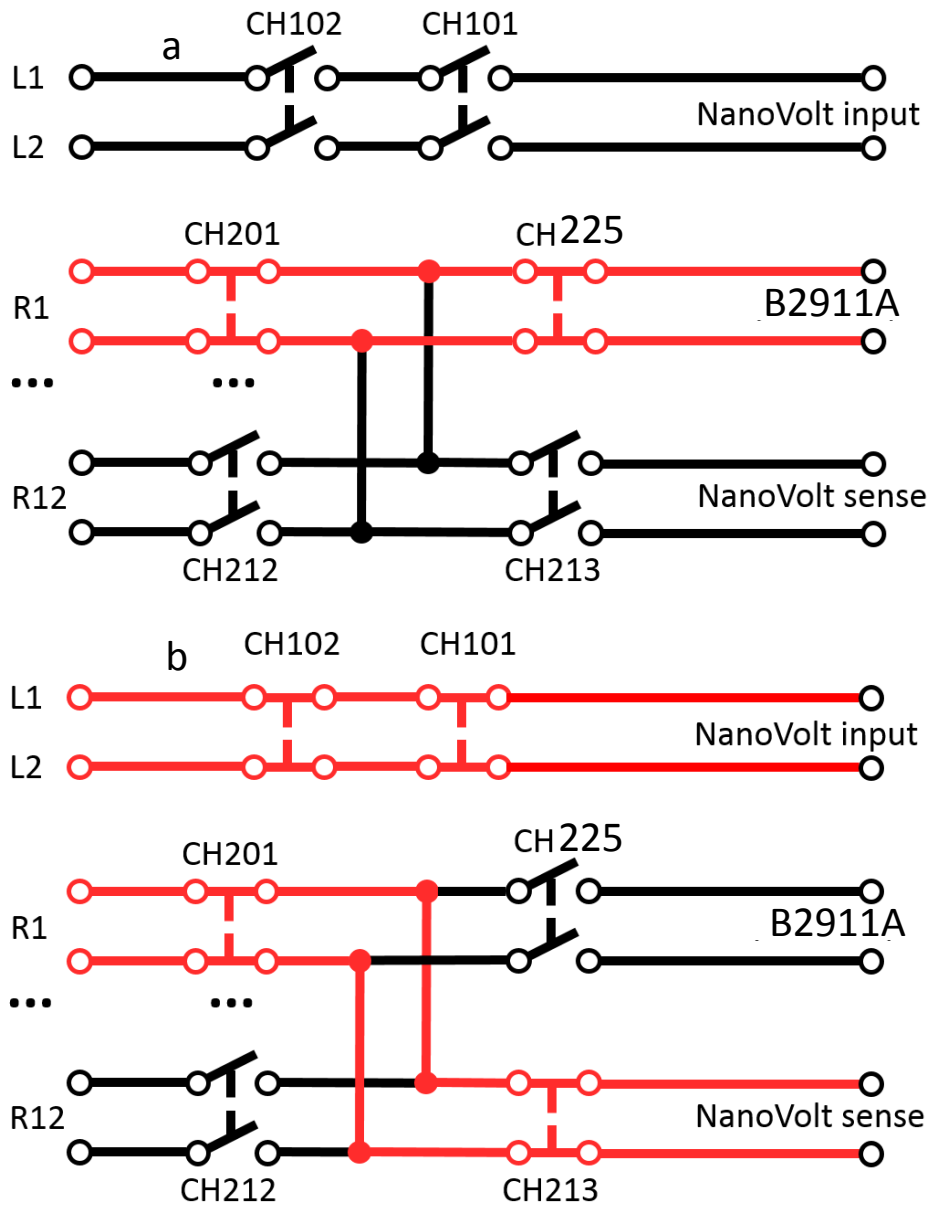 a
CH102 CH101
L1
NanoVolt input
L2
CH201 CH225
R1 B2911A
... ...
R12 NanoVolt sense
CH212 CH213
b
CH102 CH101
L1
NanoVolt input
L2
CH201 CH225
R1 B2911A
... ...
R12 NanoVolt sense
CH212 CH213